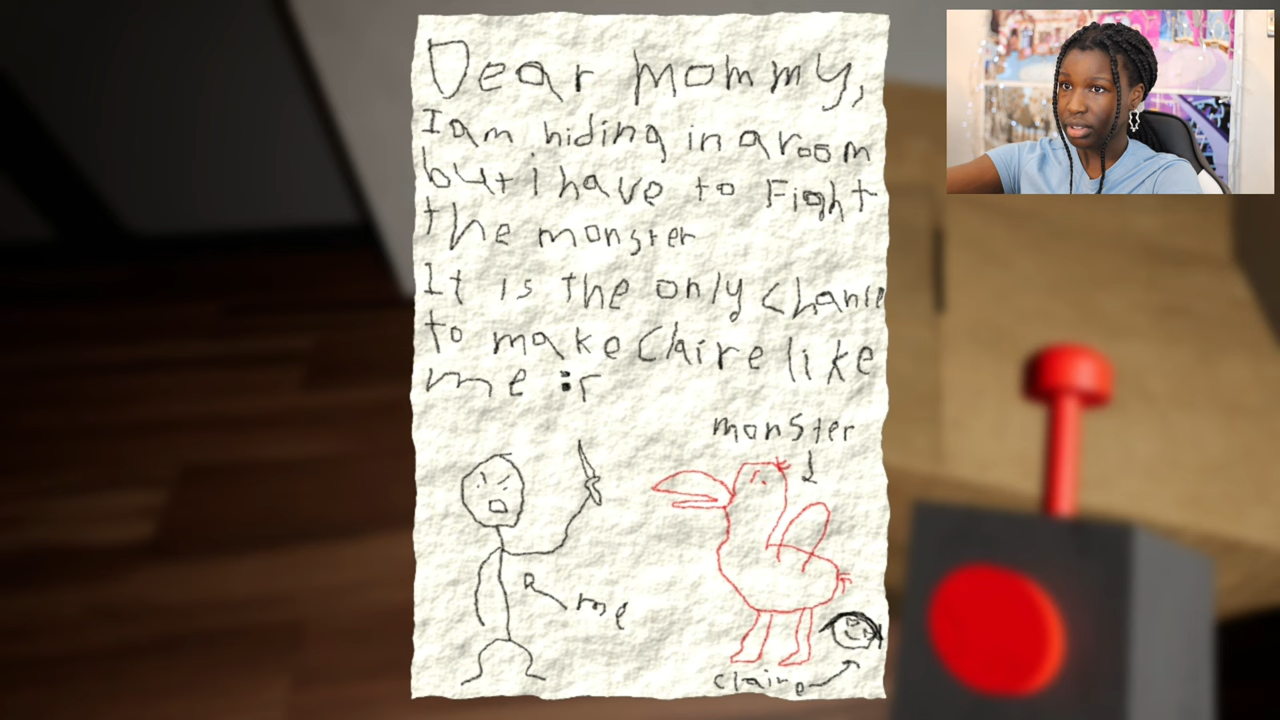 Dear mommy,
I am hiding in a room
but i have to Fight
the monster
It is the only chance
to make Claire like
me :r
monster
me
claire